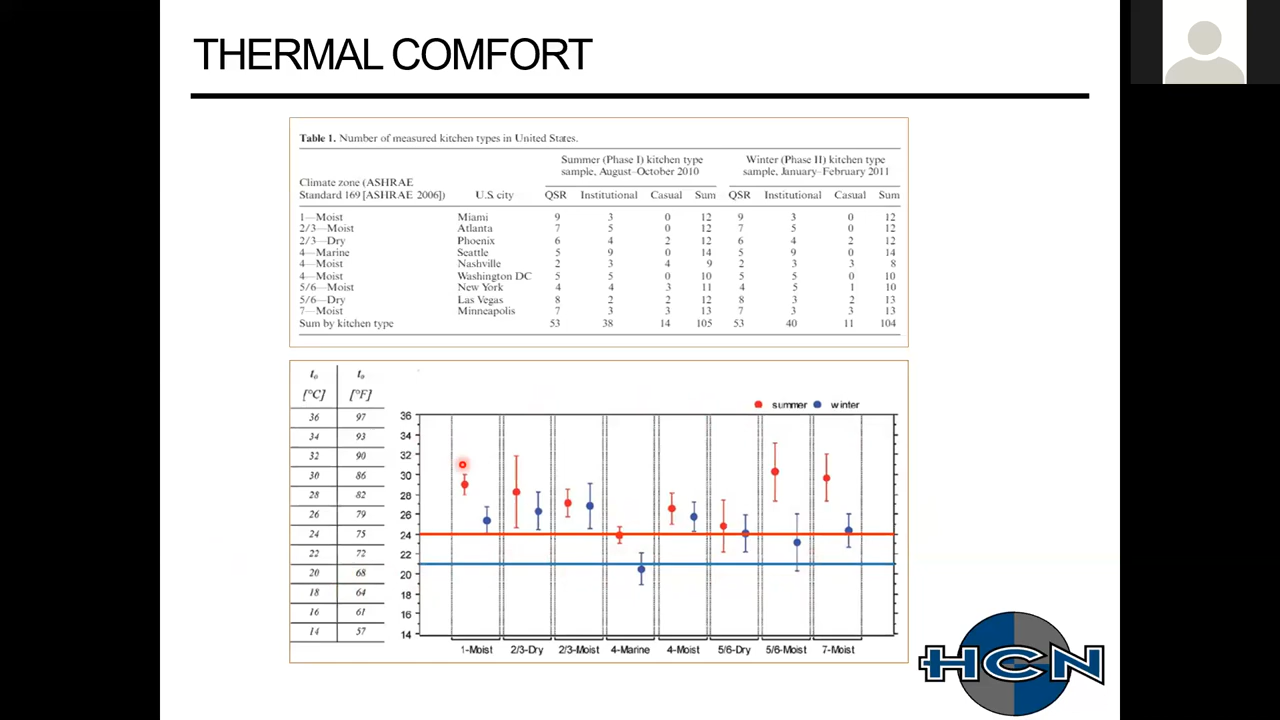 THERMAL COMFORT
Table 1. Number of measured kitchen types in United States.
Summer (Phase I) kitchen type Winter (Phase II) kitchen type
sample, August–October 2010 sample, January–February 2011
Climate zone (ASHRAE
Standard 169 [ASHRAE 2006]) U.S. city QSR Institutional Casual Sum QSR Institutional Casual Sum
1—Moist Miami 9 3 0 12 9 3 0 12
2/3—Moist Atlanta 7 5 0 12 7 5 0 12
2/3—Dry Phoenix 6 4 2 12 6 4 2 12
4—Marine Seattle 5 9 0 14 5 9 0 14
4—Moist Nashville 2 3 4 9 2 3 3 8
4—Moist Washington DC 5 5 0 10 5 5 0 10
5/6—Moist New York 4 4 3 11 4 5 1 10
5/6—Dry Las Vegas 8 2 2 12 8 3 2 13
7—Moist Minneapolis 7 3 3 13 7 3 3 13
Sum by kitchen type 53 38 14 105 53 40 11 104
to to
[°C] [°F]
36 97
34 93
32 90
30 86
28 82
26 79
24 75
22 72
20 68
18 64
16 61
14 57
summer winter
36
34
32
30
28
26
24
22
20
18
16
14
1-Moist 2/3-Dry 2/3-Moist 4-Marine 4-Moist 5/6-Dry 5/6-Moist 7-Moist
HCN